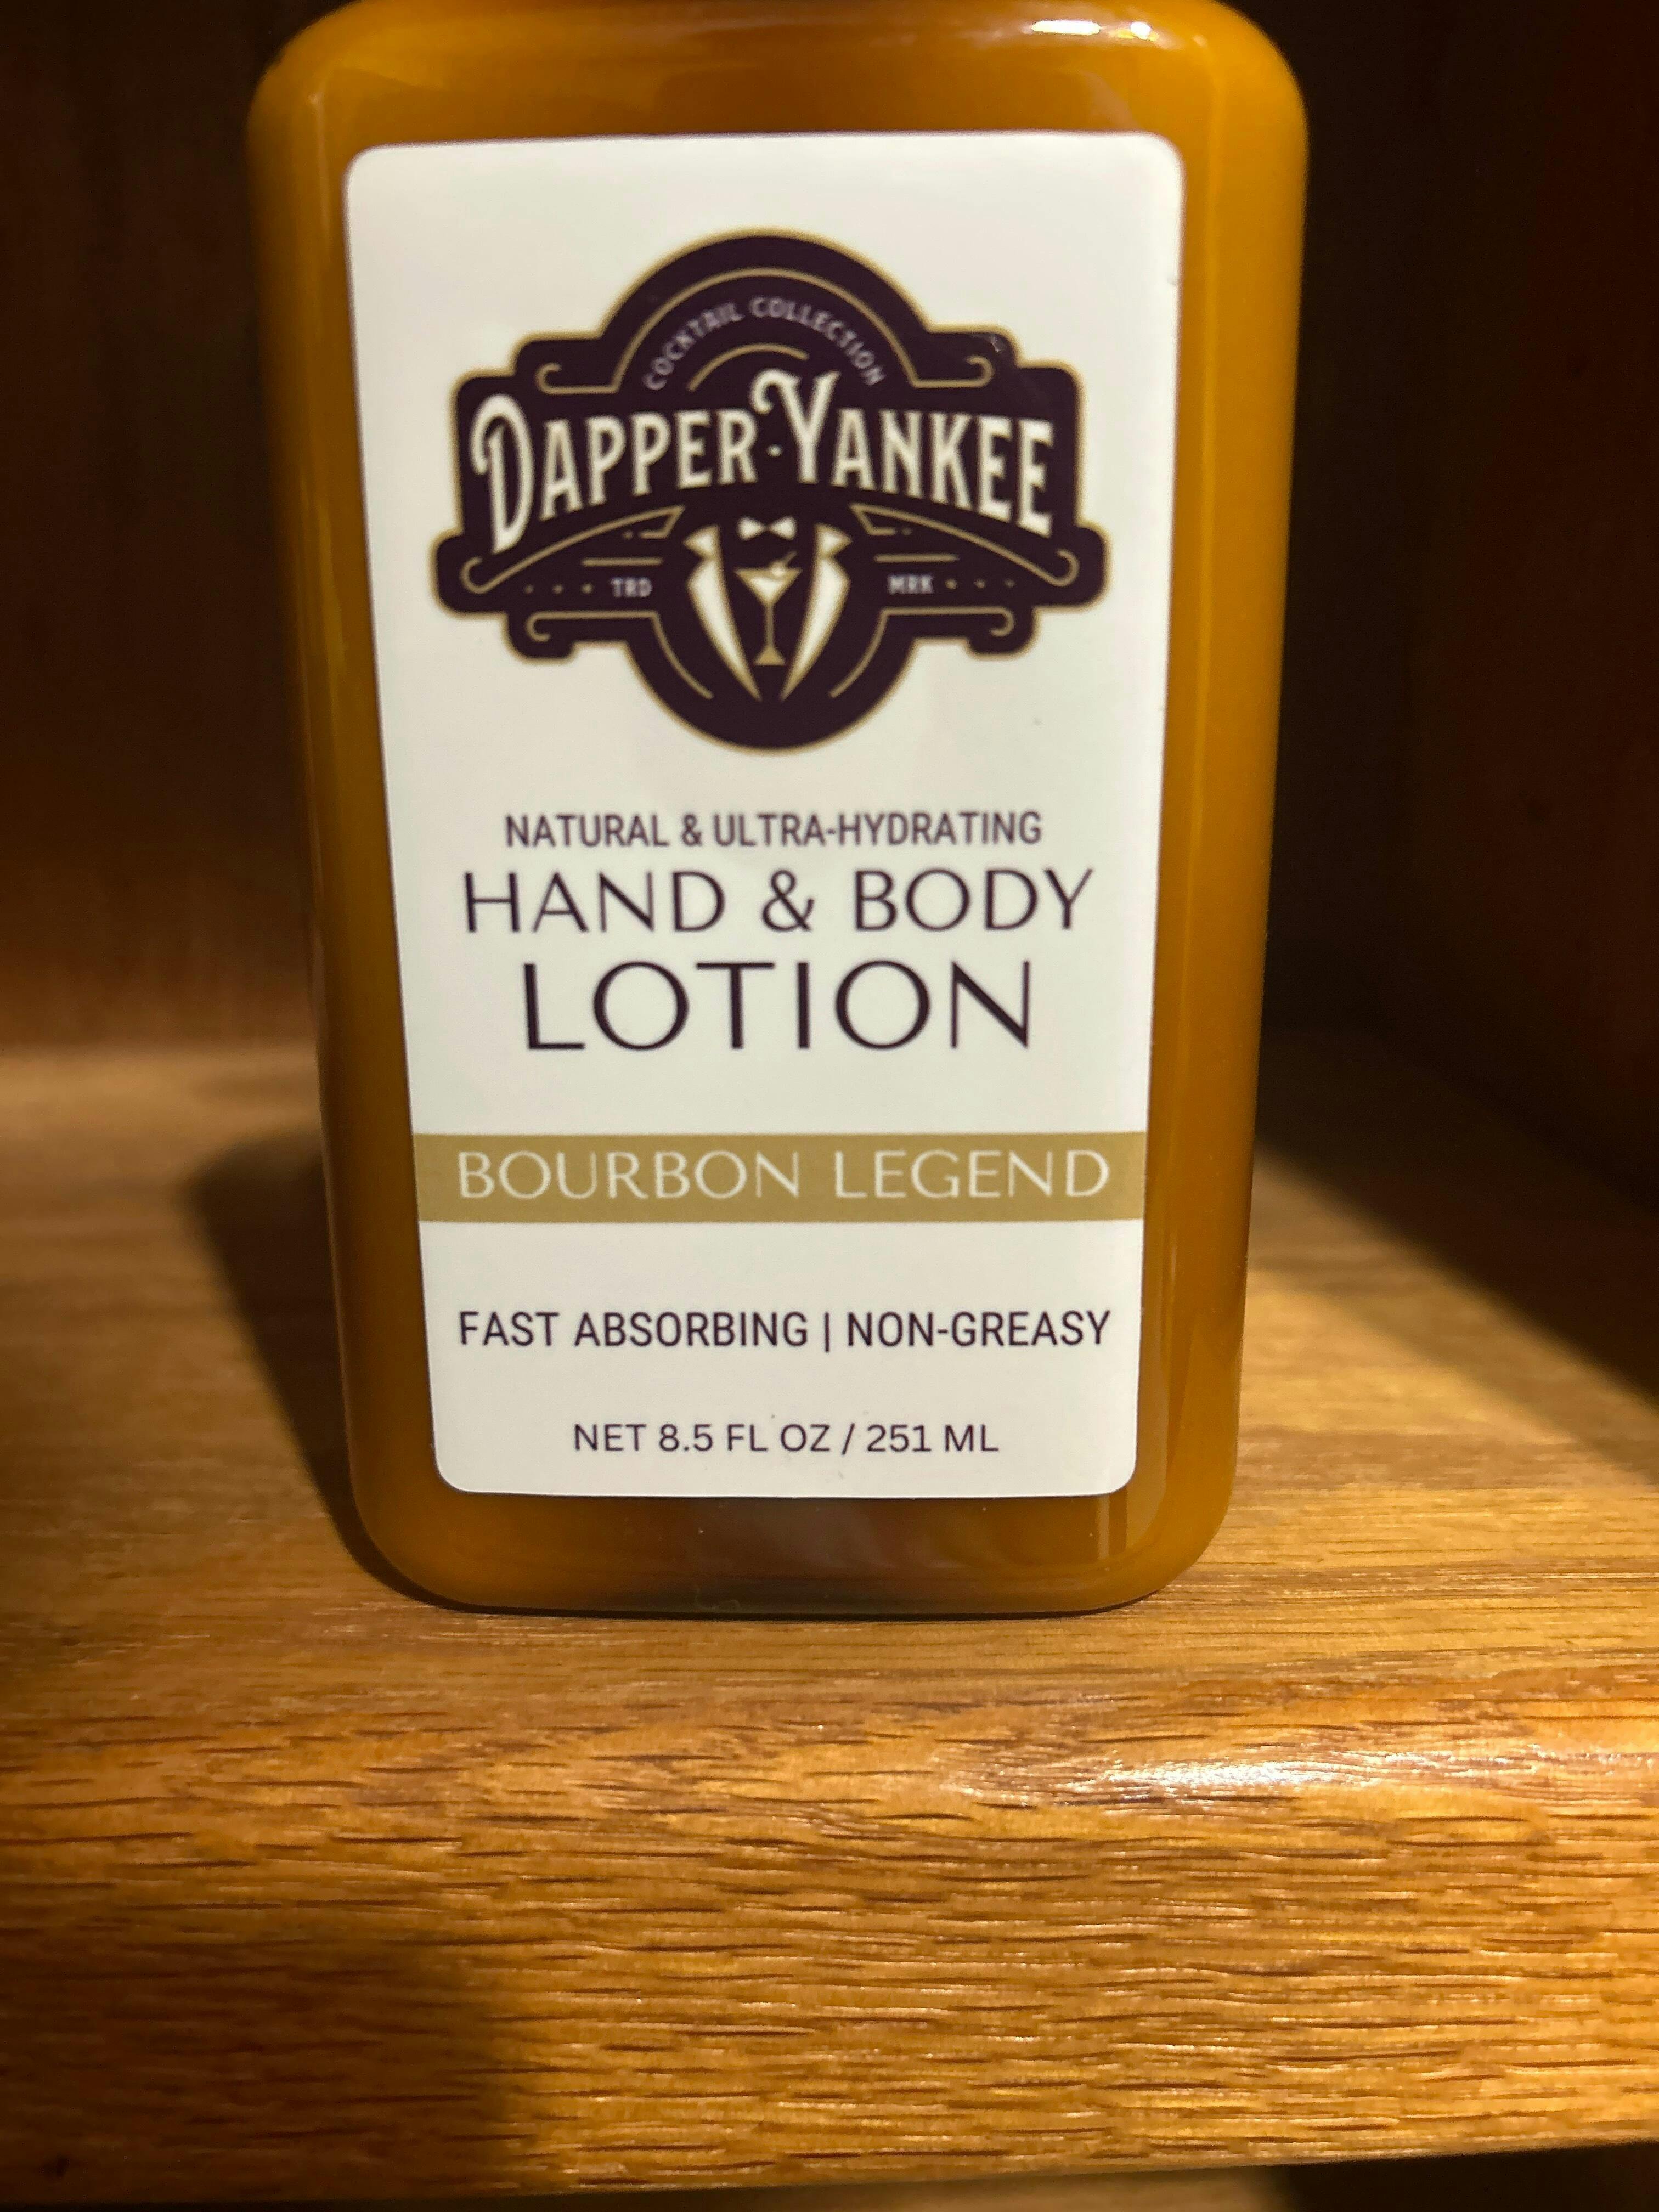 COCKTAIL COLLECTION
DAPPER·YANKEE
TRD MRK
NATURAL & ULTRA-HYDRATING
HAND & BODY
LOTION
BOURBON LEGEND
FAST ABSORBING | NON-GREASY
NET 8.5 FL OZ / 251 ML